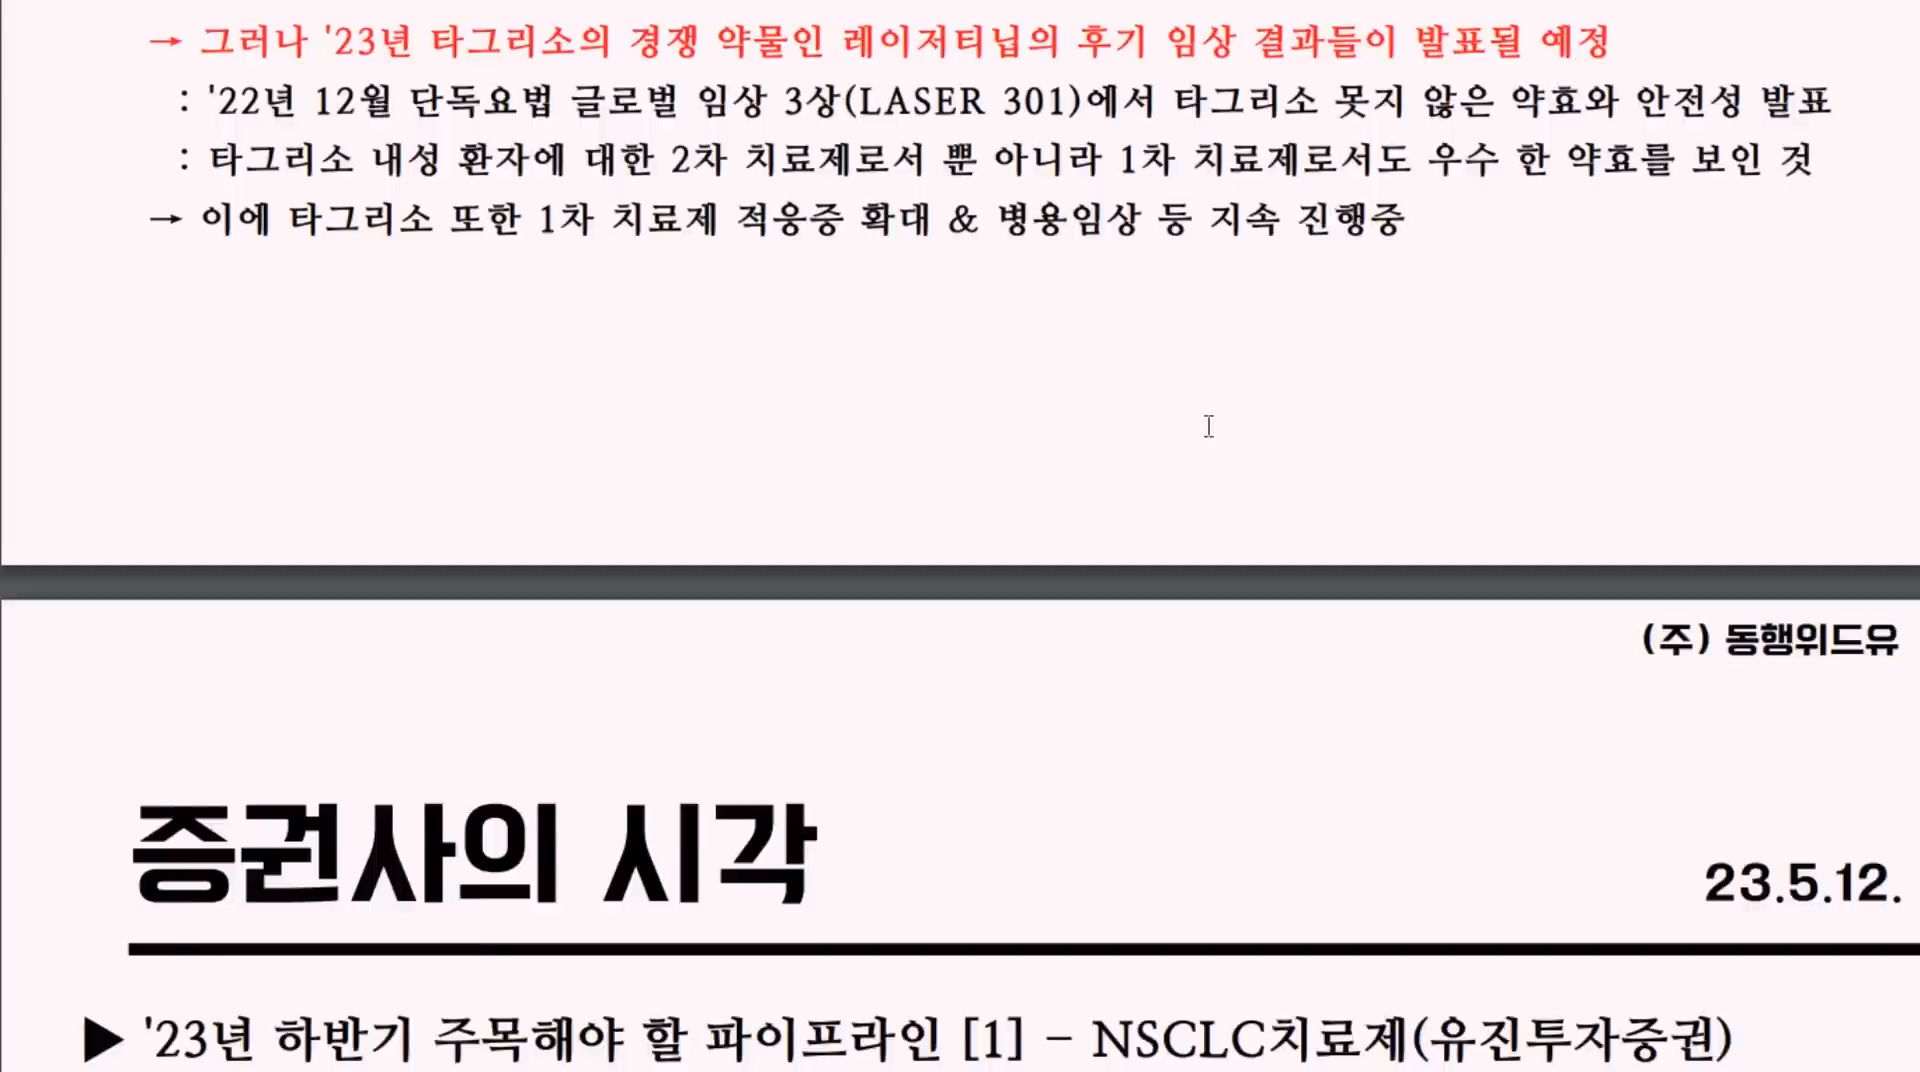 → 그러나 '23년 타그리소의 경쟁 약물인 레이저티닙의 후기 임상 결과들이 발표될 예정
: '22년 12월 단독요법 글로벌 임상 3상(LASER 301)에서 타그리소 못지 않은 약효와 안전성 발표
: 타그리소 내성 환자에 대한 2차 치료제로서 뿐 아니라 1차 치료제로서도 우수 한 약효를 보인 것
→ 이에 타그리소 또한 1차 치료제 적응증 확대 & 병용임상 등 지속 진행중
(주) 동행위드유
증권사의 시각
23.5.12.
▶ '23년 하반기 주목해야 할 파이프라인 [1] – NSCLC치료제(유진투자증권)